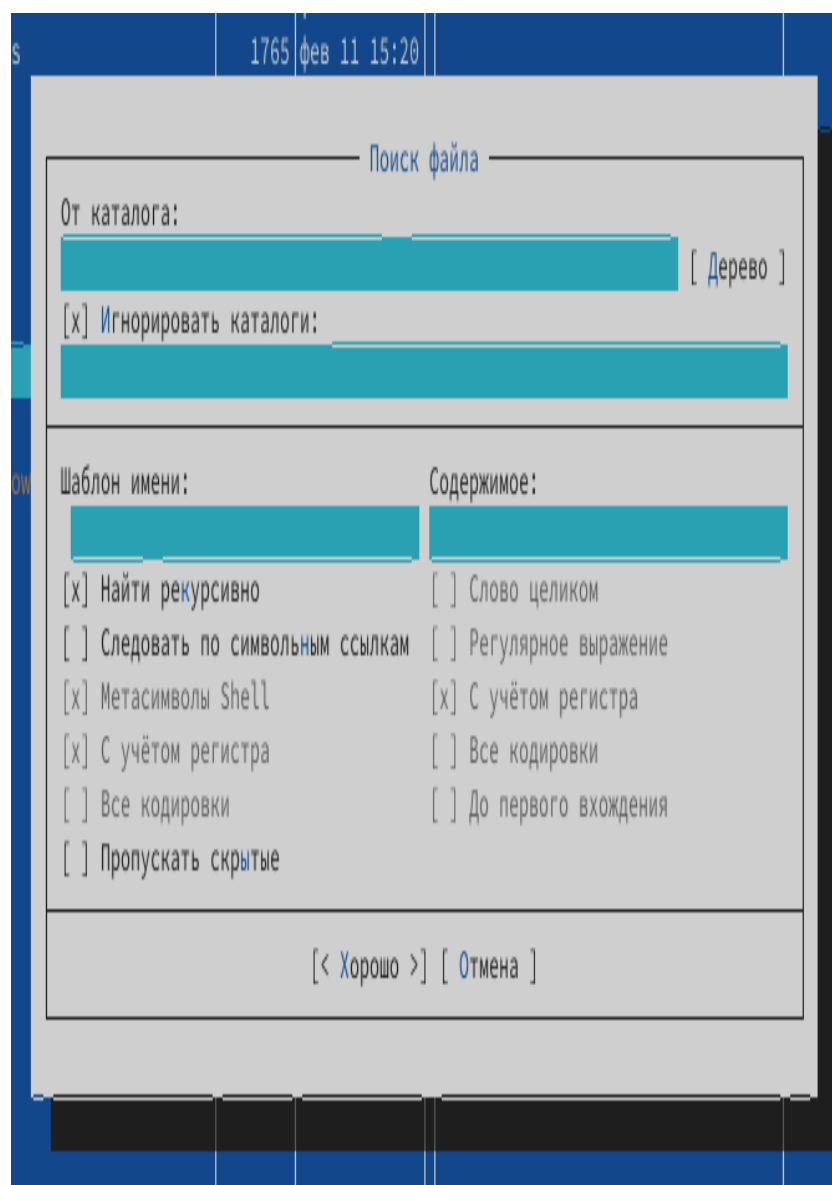 s 1765 фев 11 15:20
Поиск файла
От каталога:
[ Дерево ]
[x] Игнорировать каталоги:
ow
Шаблон имени: Содержимое:
[x] Найти рекурсивно [ ] Слово целиком
[ ] Следовать по символьным ссылкам [ ] Регулярное выражение
[x] Метасимволы Shell [x] С учётом регистра
[x] С учётом регистра [ ] Все кодировки
[ ] Все кодировки [ ] До первого вхождения
[ ] Пропускать скрытые
[< Хорошо >] [ Отмена ]